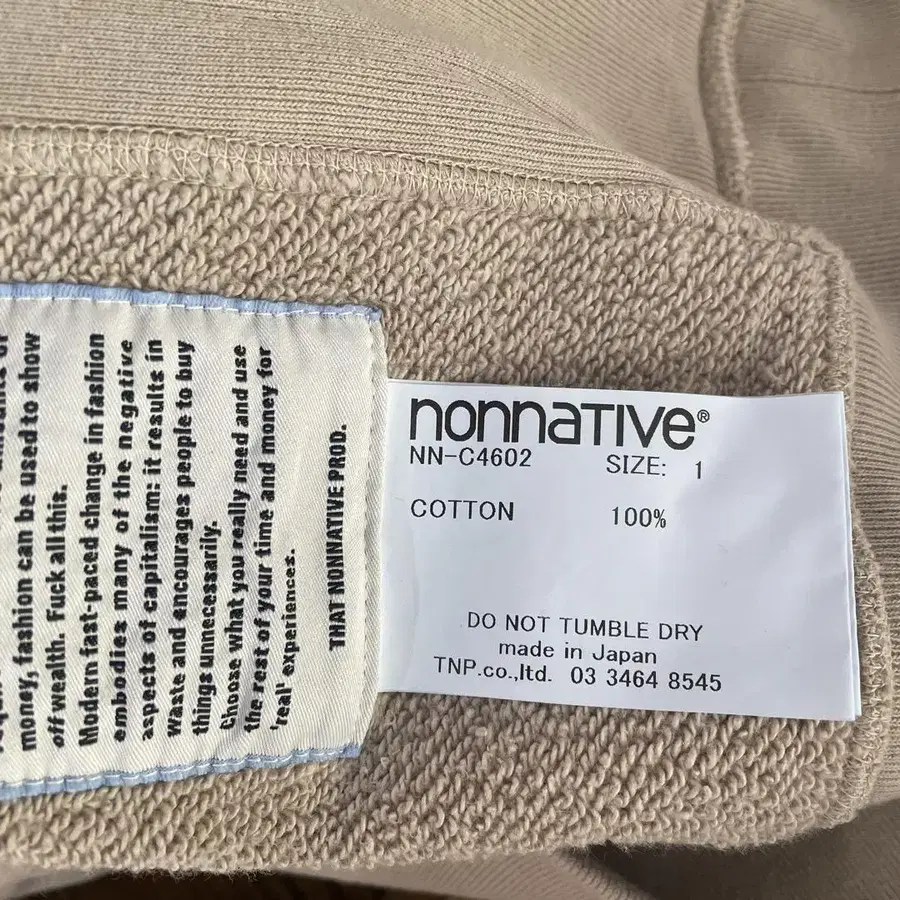 money, fashion can be used to show
off wealth. Fuck all this.
Modern fast-paced change in fashion
embodies many of the negative
aspects of capitalism: it results in
waste and encourages people to buy
things unnecessarily.
Choose what you really need and use
the rest of your time and money for
'real' experiences.
THAT NONNATIVE PROD.
nonnative®
NN-C4602 SIZE: 1
COTTON 100%
DO NOT TUMBLE DRY
made in Japan
TNP.co.,ltd. 03 3464 8545